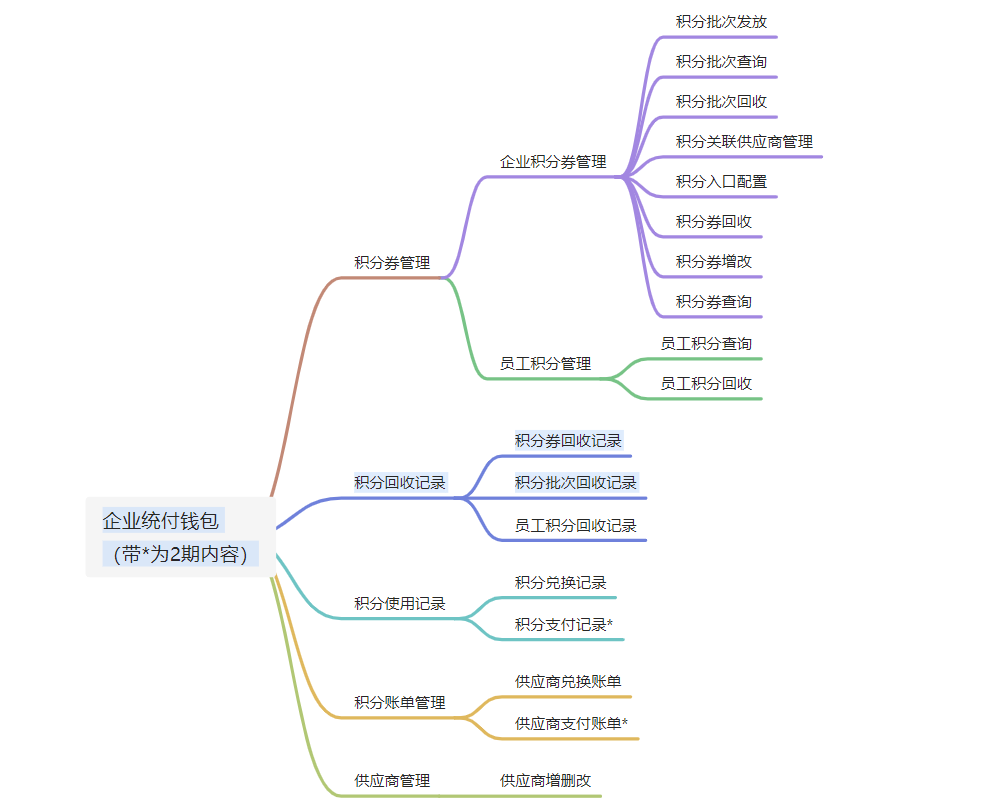 企业统付钱包
（带*为2期内容）
积分券管理
企业积分券管理
积分批次发放
积分批次查询
积分批次回收
积分关联供应商管理
积分入口配置
积分券回收
积分券增改
积分券查询
员工积分管理
员工积分查询
员工积分回收
积分回收记录
积分券回收记录
积分批次回收记录
员工积分回收记录
积分使用记录
积分兑换记录
积分支付记录*
积分账单管理
供应商兑换账单
供应商支付账单*
供应商管理
供应商增删改